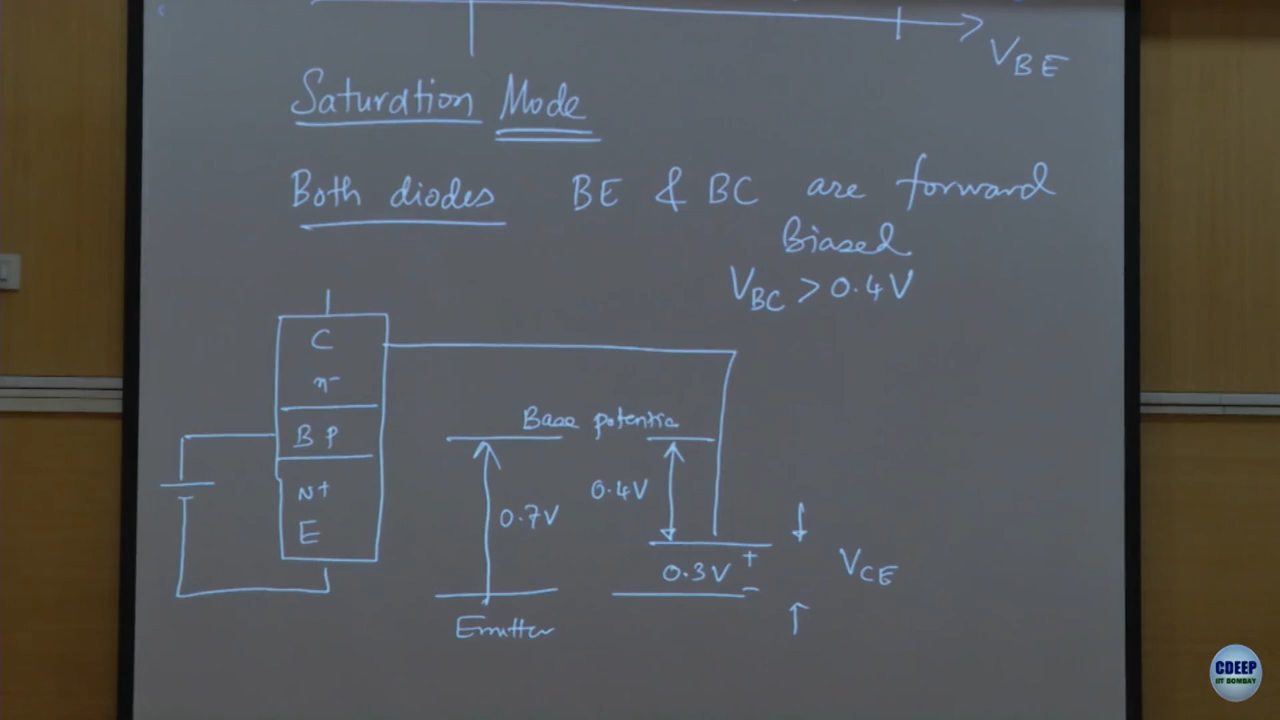 VBE
Saturation Mode
Both diodes BE & BC are forward
Biased
VBC > 0.4V
C
n-
B P
N+
E
Base potentia
0.7V
0.4V
0.3V + -
VCE
Emitter
CDEEP
IIT BOMBAY